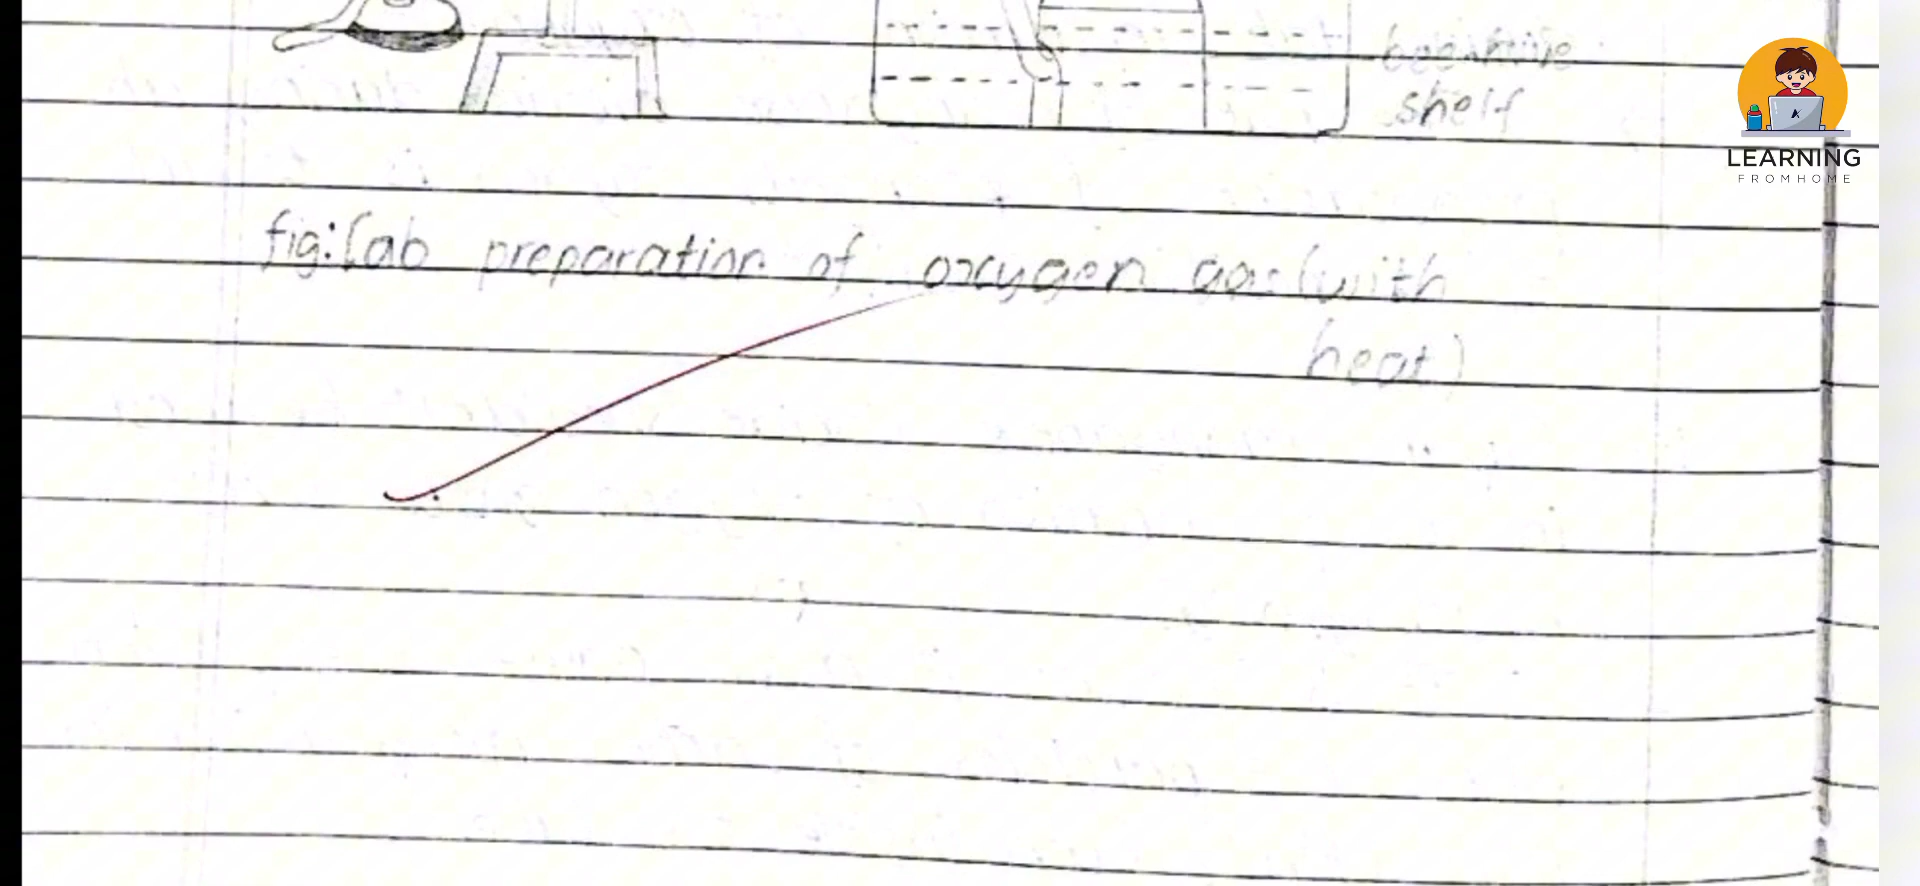 beehive
shelf
LEARNING
FROMHOME
fig: lab preparation of oxygen gas (with
heat)